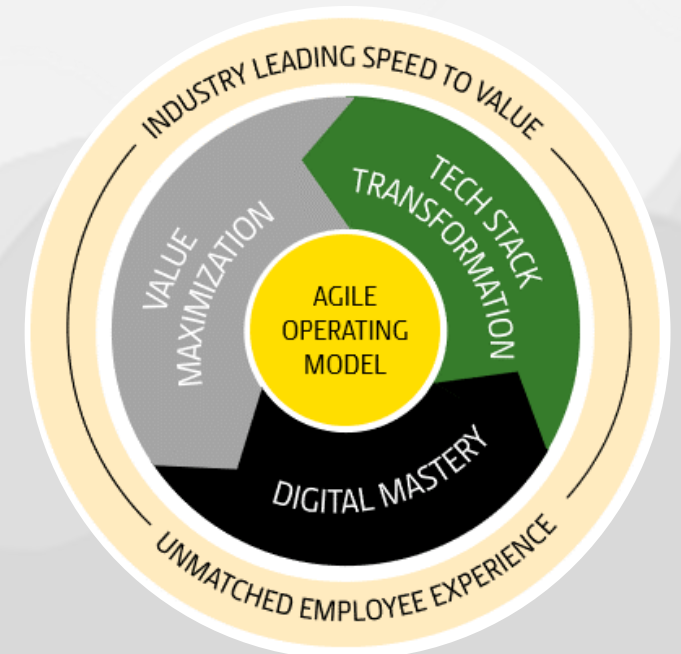 INDUSTRY LEADING SPEED TO VALUE
TECH STACK
TRANSFORMATION
VALUE
MAXIMIZATION
AGILE
OPERATING
MODEL
DIGITAL MASTERY
UNMATCHED EMPLOYEE EXPERIENCE